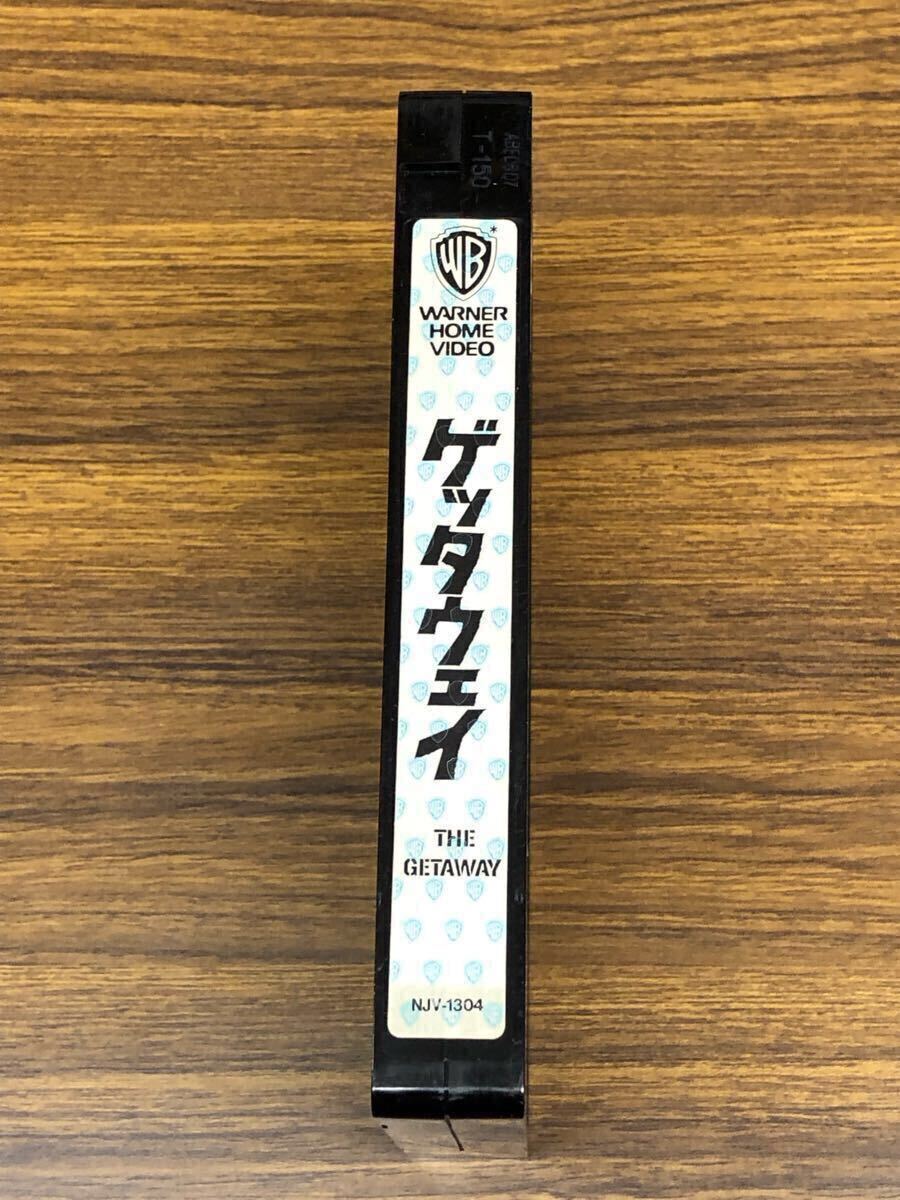 T-150
WB
WARNER
HOME
VIDEO
ゲッタウェイ
THE
GETAWAY
NJV-1304